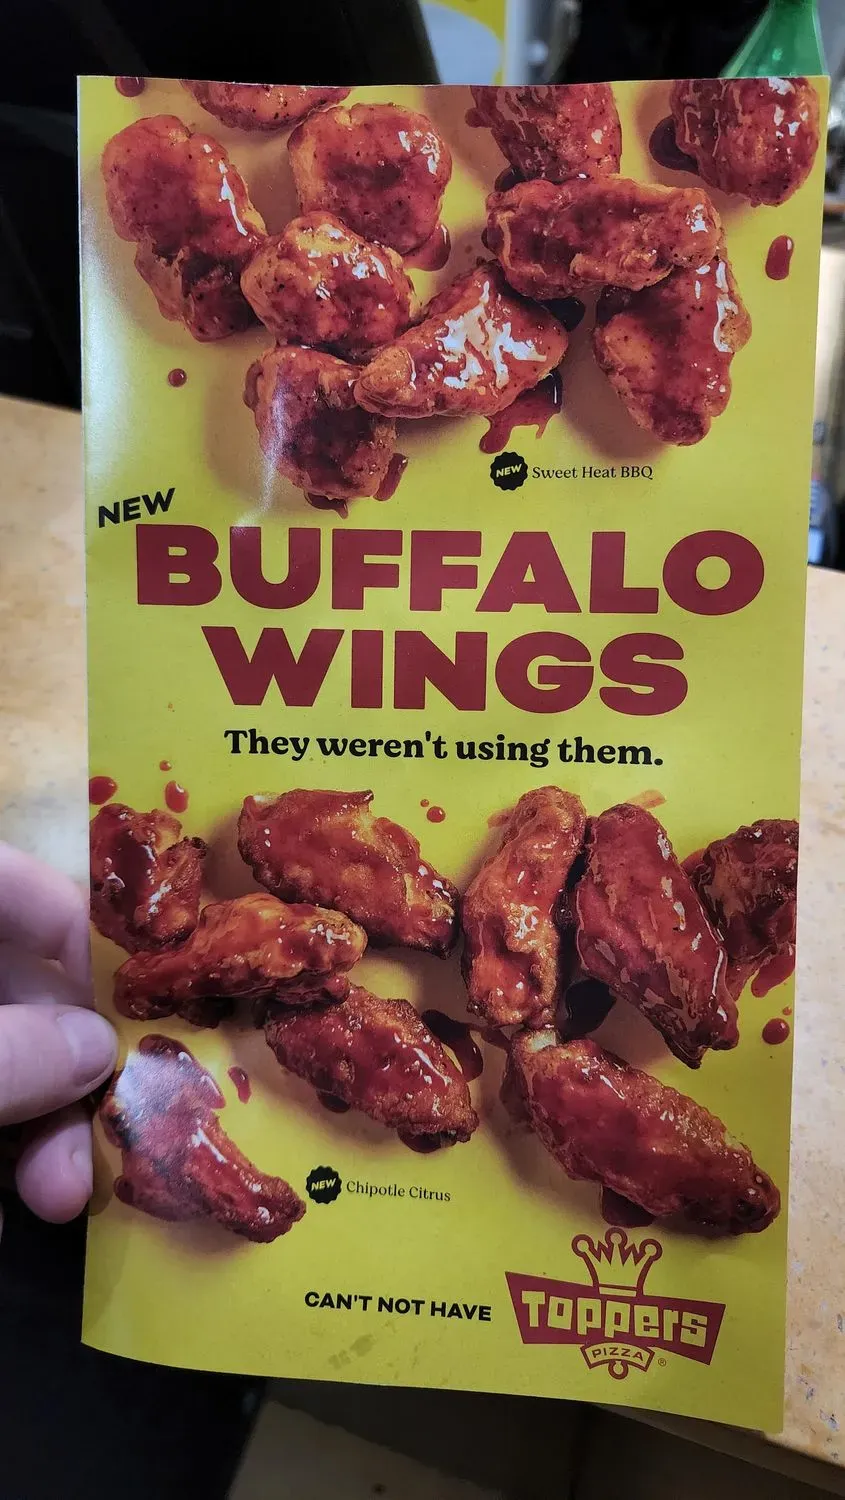 NEW Sweet Heat BBQ
NEW
BUFFALO
WINGS
They weren't using them.
NEW Chipotle Citrus
CAN'T NOT HAVE
Toppers
PIZZA®